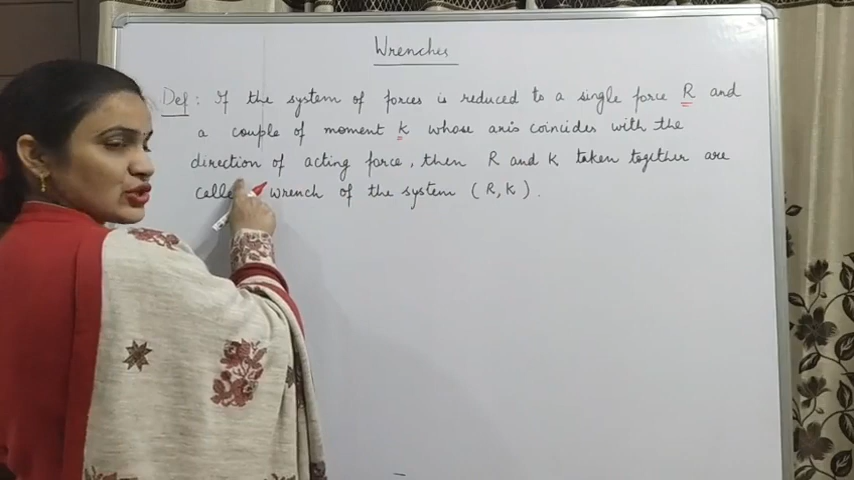 Wrenches
Def : If the system of forces is reduced to a single force R and
a couple of moment K whose axis coincides with the
direction of acting force, then R and K taken together are
called wrench of the system (R, K).